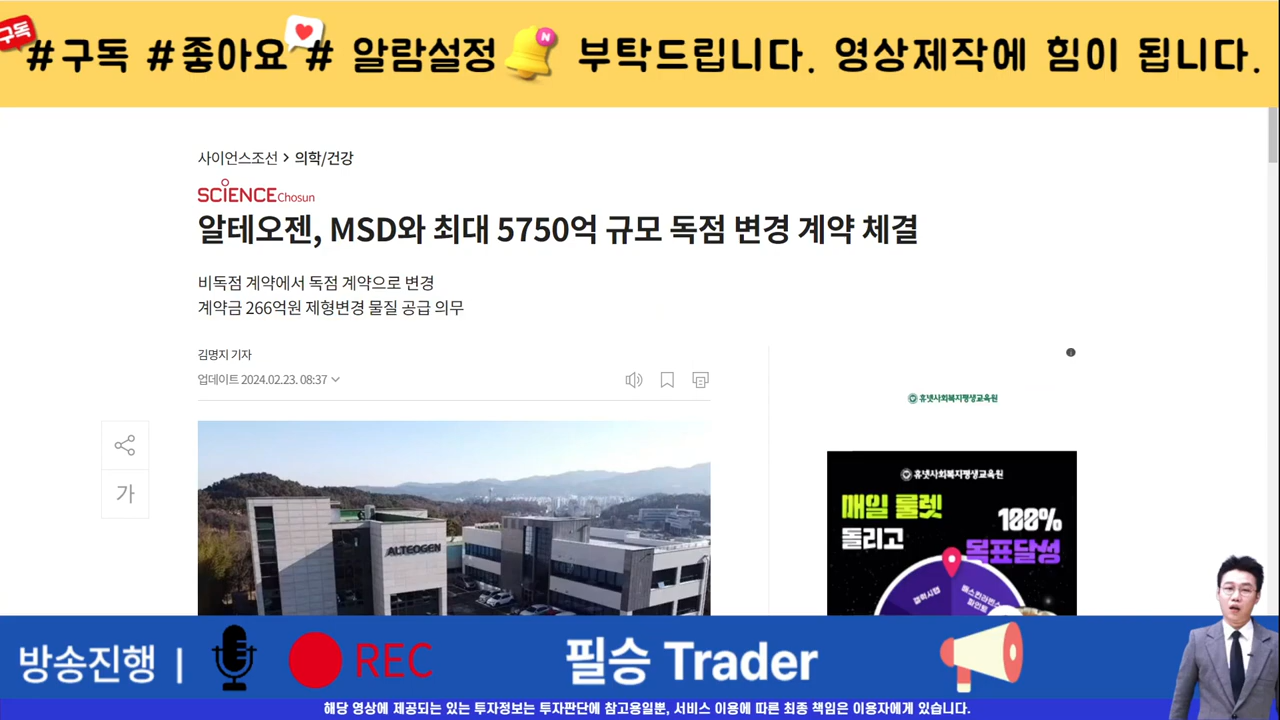 구독
#구독 #좋아요 # 알람설정 N 부탁드립니다. 영상제작에 힘이 됩니다.
사이언스조선 > 의학/건강
SCIENCE Chosun
알테오젠, MSD와 최대 5750억 규모 독점 변경 계약 체결
비독점 계약에서 독점 계약으로 변경
계약금 266억원 제형변경 물질 공급 의무
김명지 기자
업데이트 2024.02.23. 08:37
가
ALTEOGEN
휴넷사회복지평생교육원
휴넷사회복지평생교육원
매일 룰렛
돌리고
100%
목표달성
방송진행 |
REC
필승 Trader
해당 영상에 제공되는 있는 투자정보는 투자판단에 참고용일뿐, 서비스 이용에 따른 최종 책임은 이용자에게 있습니다.